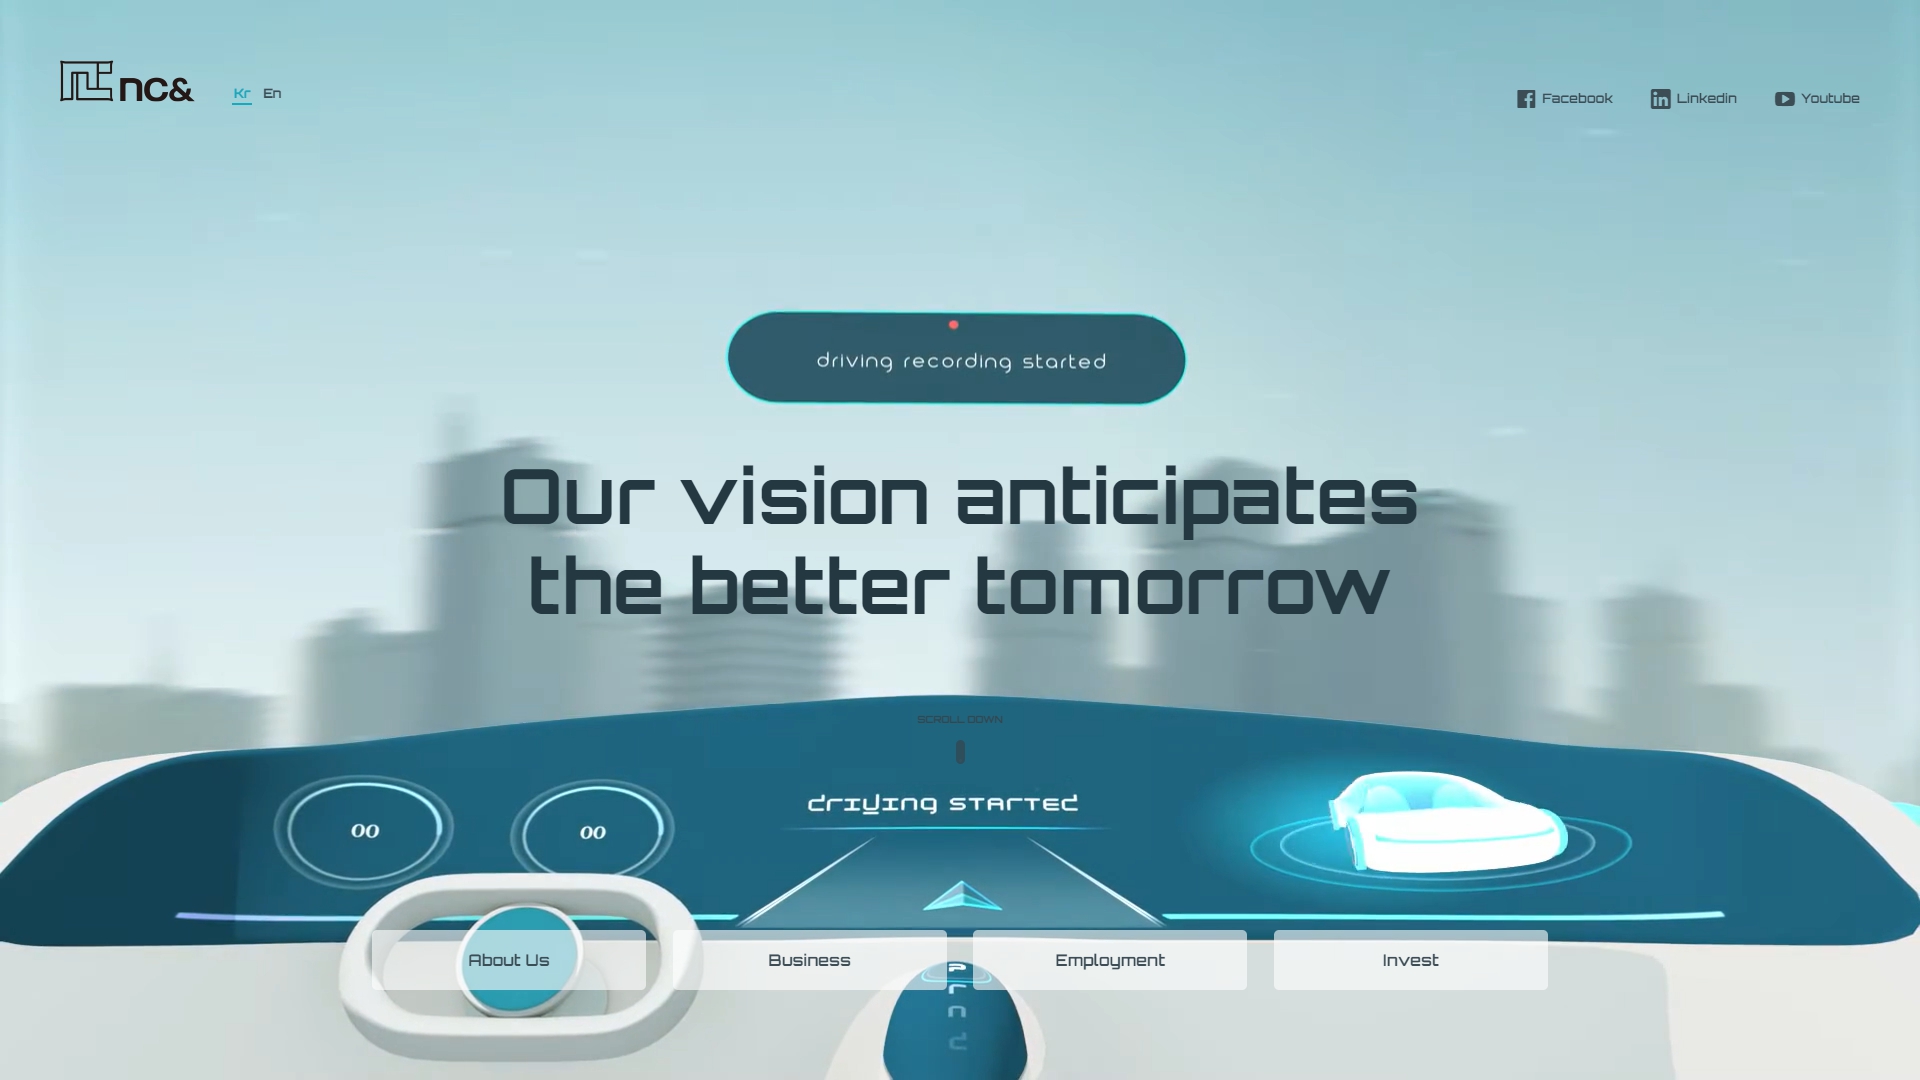 nc&
Kr En
Facebook
Linkedin
Youtube
driving recording started
Our vision anticipates
the better tomorrow
SCROLL DOWN
driving started
00
00
About Us
Business
Employment
Invest